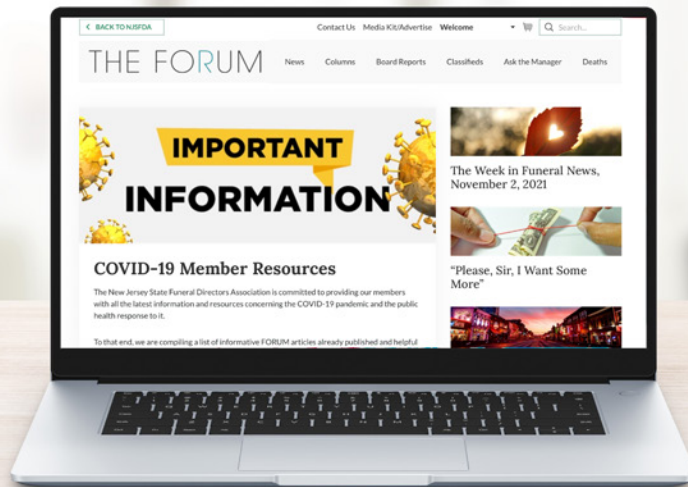 < BACK TO NJSFDA
Contact Us Media Kit/Advertise Welcome
Search...
THE FORUM
News Columns Board Reports Classifieds Ask the Manager Deaths
IMPORTANT
INFORMATION
The Week in Funeral News,
November 2, 2021
"Please, Sir, I Want Some
More"
COVID-19 Member Resources
The New Jersey State Funeral Directors Association is committed to providing our members
with all the latest information and resources concerning the COVID-19 pandemic and the public
health response to it.
To that end, we are compiling a list of informative FORUM articles already published and helpful